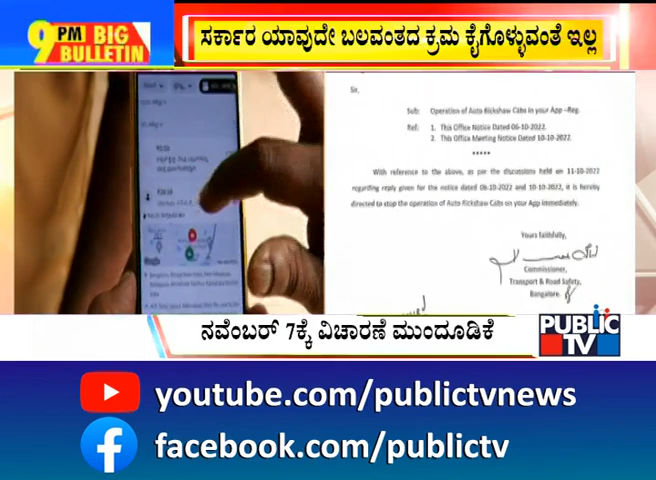 9 PM BIG BULLETIN
ಸರ್ಕಾರ ಯಾವುದೇ ಬಲವಂತದ ಕ್ರಮ ಕೈಗೊಳ್ಳುವಂತೆ ಇಲ್ಲ
Sir,
Sub: Operation of Auto Rickshaw Cabs in your App –Reg.
Ref: 1. This Office Notice Dated 06-10-2022.
2. This Office Meeting Notice Dated 10-10-2022.
*****
With reference to the above, as per the discussions held on 11-10-2022
regarding reply given for the notice dated 06-10-2022 and 10-10-2022, it is hereby
directed to stop the operation of Auto Rickshaw Cabs on your App immediately.
Yours faithfully,
Commissioner,
Transport & Road Safety,
Bangalore.
ನವೆಂಬರ್ 7ಕ್ಕೆ ವಿಚಾರಣೆ ಮುಂದೂಡಿಕೆ
PUBLIC TV
youtube.com/publictvnews
facebook.com/publictv